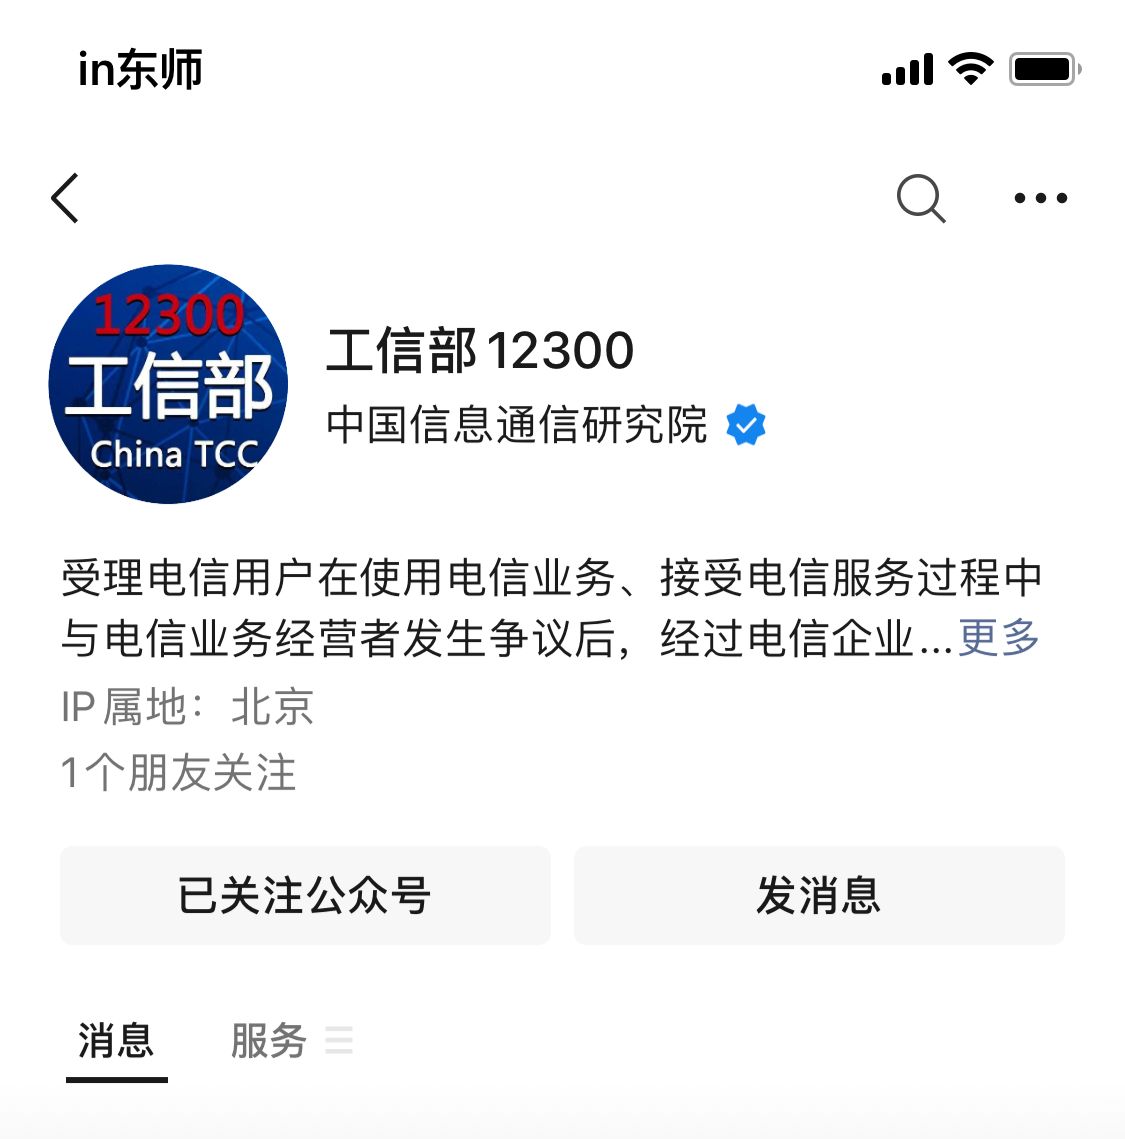 in东师
12300
工信部
China TCC
工信部12300
中国信息通信研究院
受理电信用户在使用电信业务、接受电信服务过程中
与电信业务经营者发生争议后，经过电信企业...更多
IP属地：北京
1个朋友关注
已关注公众号 发消息
消息 服务